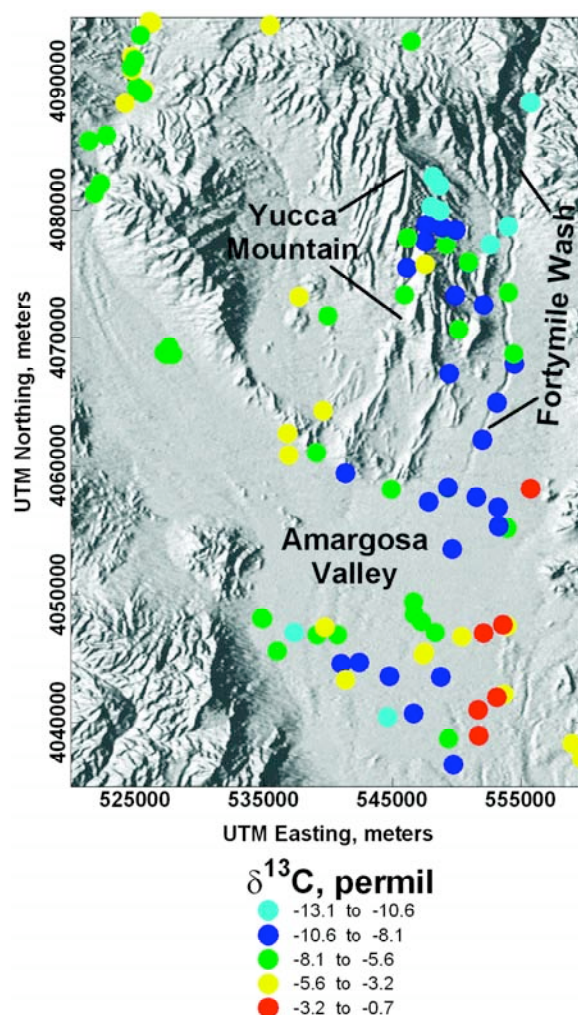 4090000
4080000
4070000
4060000
4050000
4040000
UTM Northing, meters
Yucca
Mountain
Fortymile Wash
Amargosa
Valley
525000 535000 545000 555000
UTM Easting, meters
δ¹³C, permil
-13.1 to -10.6
-10.6 to -8.1
-8.1 to -5.6
-5.6 to -3.2
-3.2 to -0.7